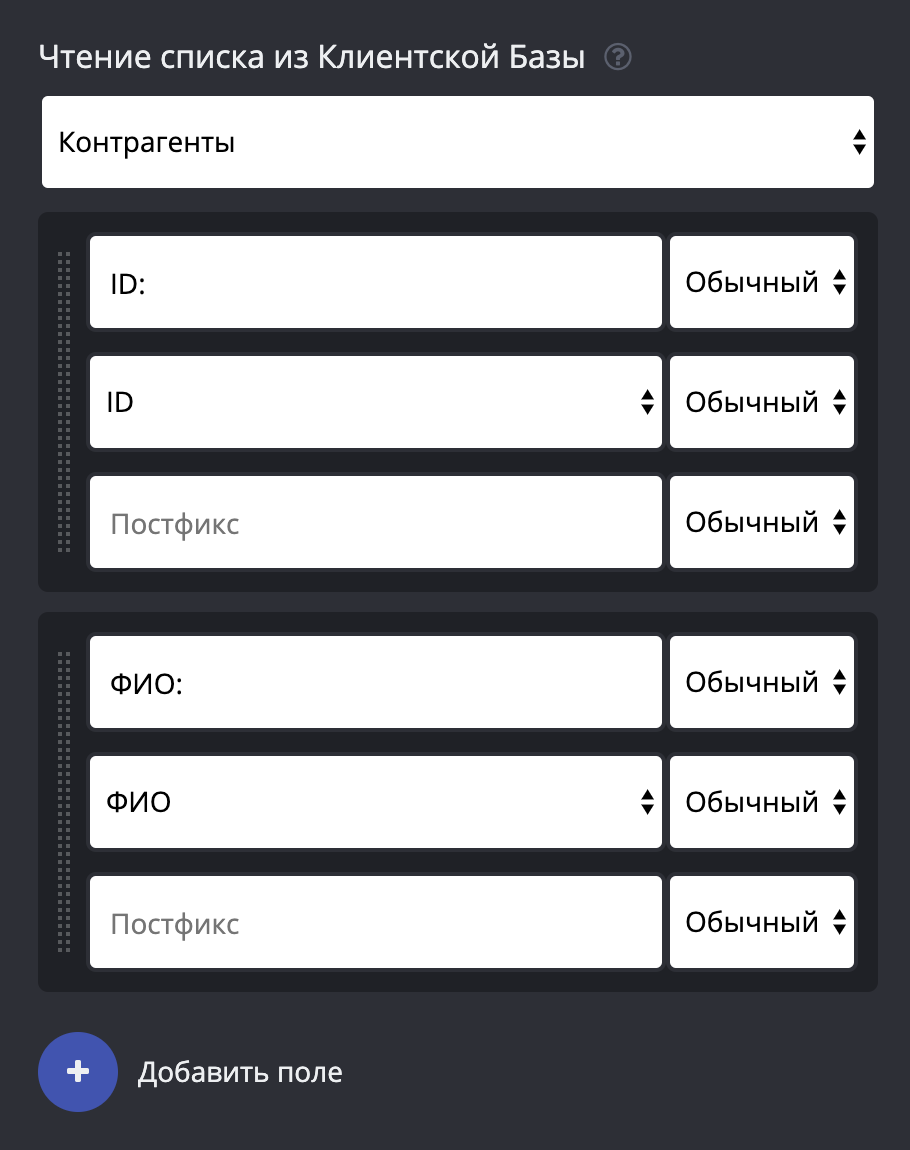 Чтение списка из Клиентской Базы ?
Контрагенты
ID: Обычный
ID Обычный
Постфикс Обычный
ФИО: Обычный
ФИО Обычный
Постфикс Обычный
+ Добавить поле